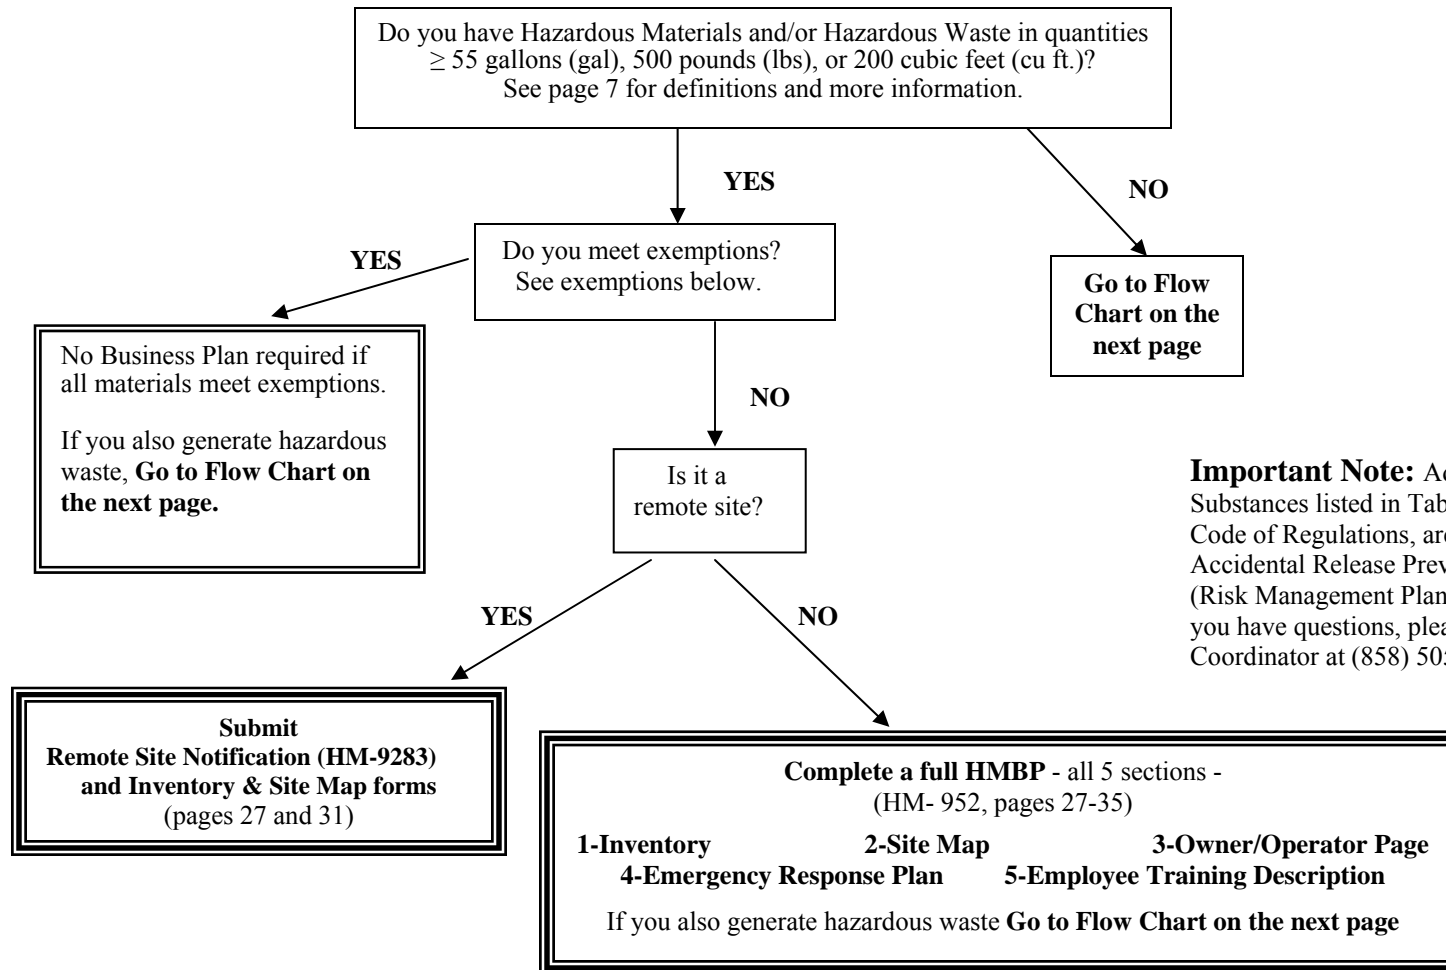 Do you have Hazardous Materials and/or Hazardous Waste in quantities
≥ 55 gallons (gal), 500 pounds (lbs), or 200 cubic feet (cu ft.)?
See page 7 for definitions and more information.
YES
NO
Do you meet exemptions?
See exemptions below.
YES
Go to Flow
Chart on the
next page
No Business Plan required if
all materials meet exemptions.
If you also generate hazardous
waste, Go to Flow Chart on
the next page.
NO
Is it a
remote site?
Important Note:
Substances listed in
Code of Regulations,
Accidental Release
(Risk Management Plan
you have questions,
Coordinator at (858)
YES
NO
Submit
Remote Site Notification (HM-9283)
and Inventory & Site Map forms
(pages 27 and 31)
Complete a full HMBP - all 5 sections -
(HM- 952, pages 27-35)
1-Inventory 2-Site Map 3-Owner/Operator Page
4-Emergency Response Plan 5-Employee Training Description
If you also generate hazardous waste Go to Flow Chart on the next page